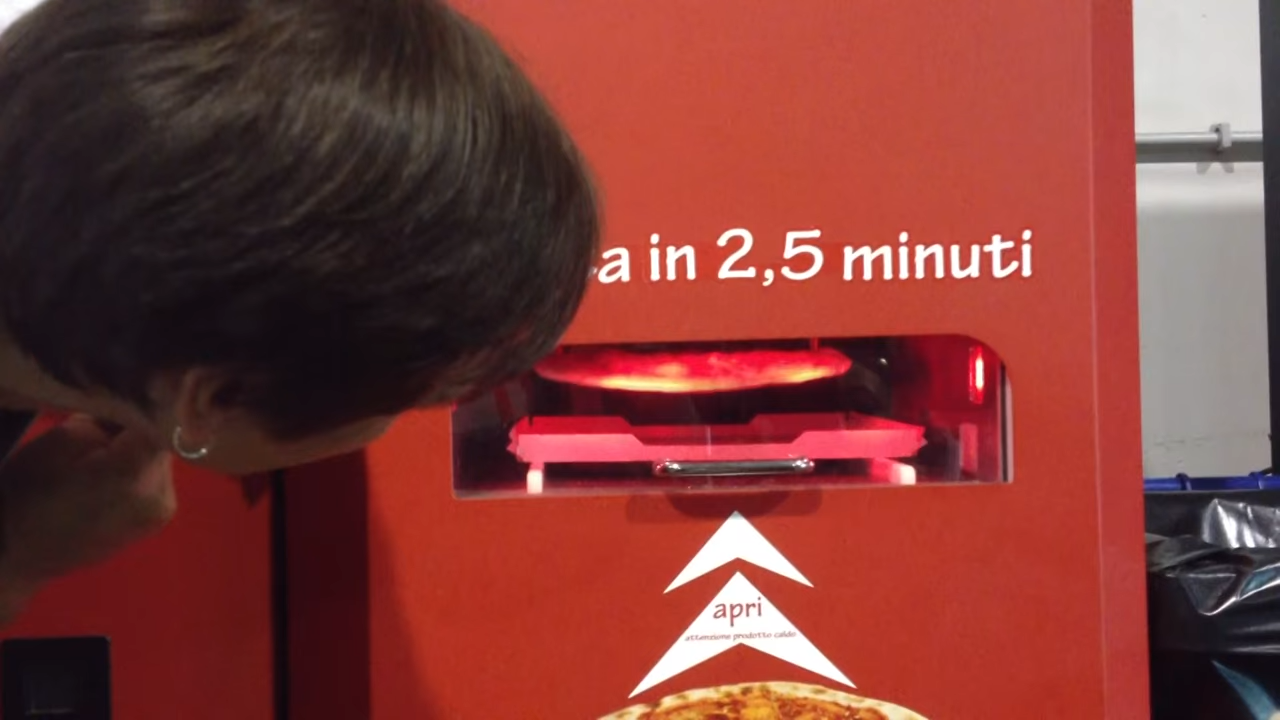 a in 2,5 minuti
apri
attenzione prodotto caldo